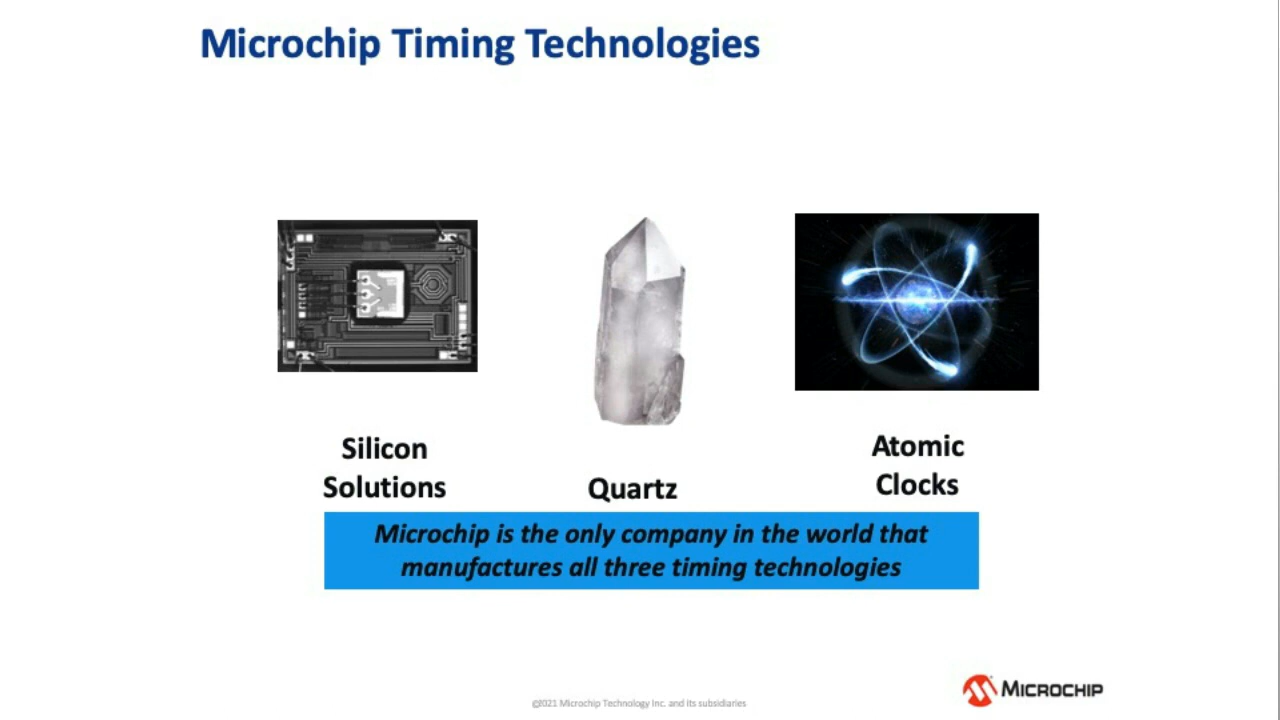 Microchip Timing Technologies
Silicon
Solutions
Quartz
Atomic
Clocks
Microchip is the only company in the world that
manufactures all three timing technologies
©2021 Microchip Technology Inc. and its subsidiaries
MICROCHIP